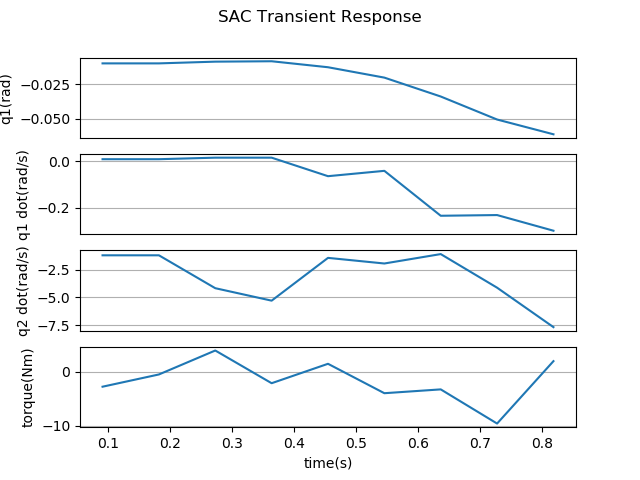 SAC Transient Response
q1(rad)
−0.025
−0.050
q1 dot(rad/s)
0.0
−0.2
q2 dot(rad/s)
−2.5
−5.0
−7.5
torque(Nm)
0
−10
0.1 0.2 0.3 0.4 0.5 0.6 0.7 0.8
time(s)